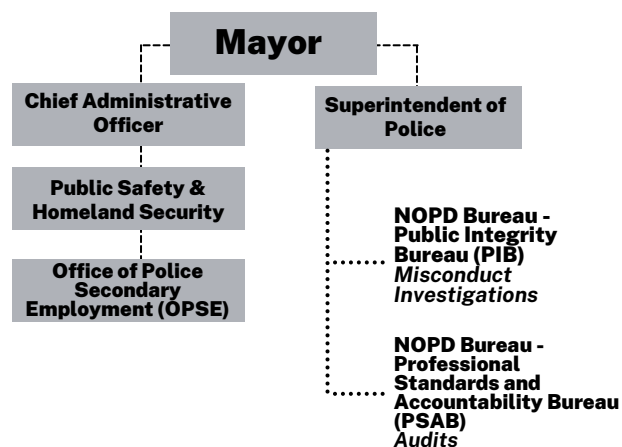 Mayor
Chief Administrative
Officer
Public Safety &
Homeland Security
Office of Police
Secondary
Employment (OPSE)
Superintendent of
Police
NOPD Bureau -
Public Integrity
Bureau (PIB)
Misconduct
Investigations
NOPD Bureau -
Professional
Standards and
Accountability Bureau
(PSAB)
Audits